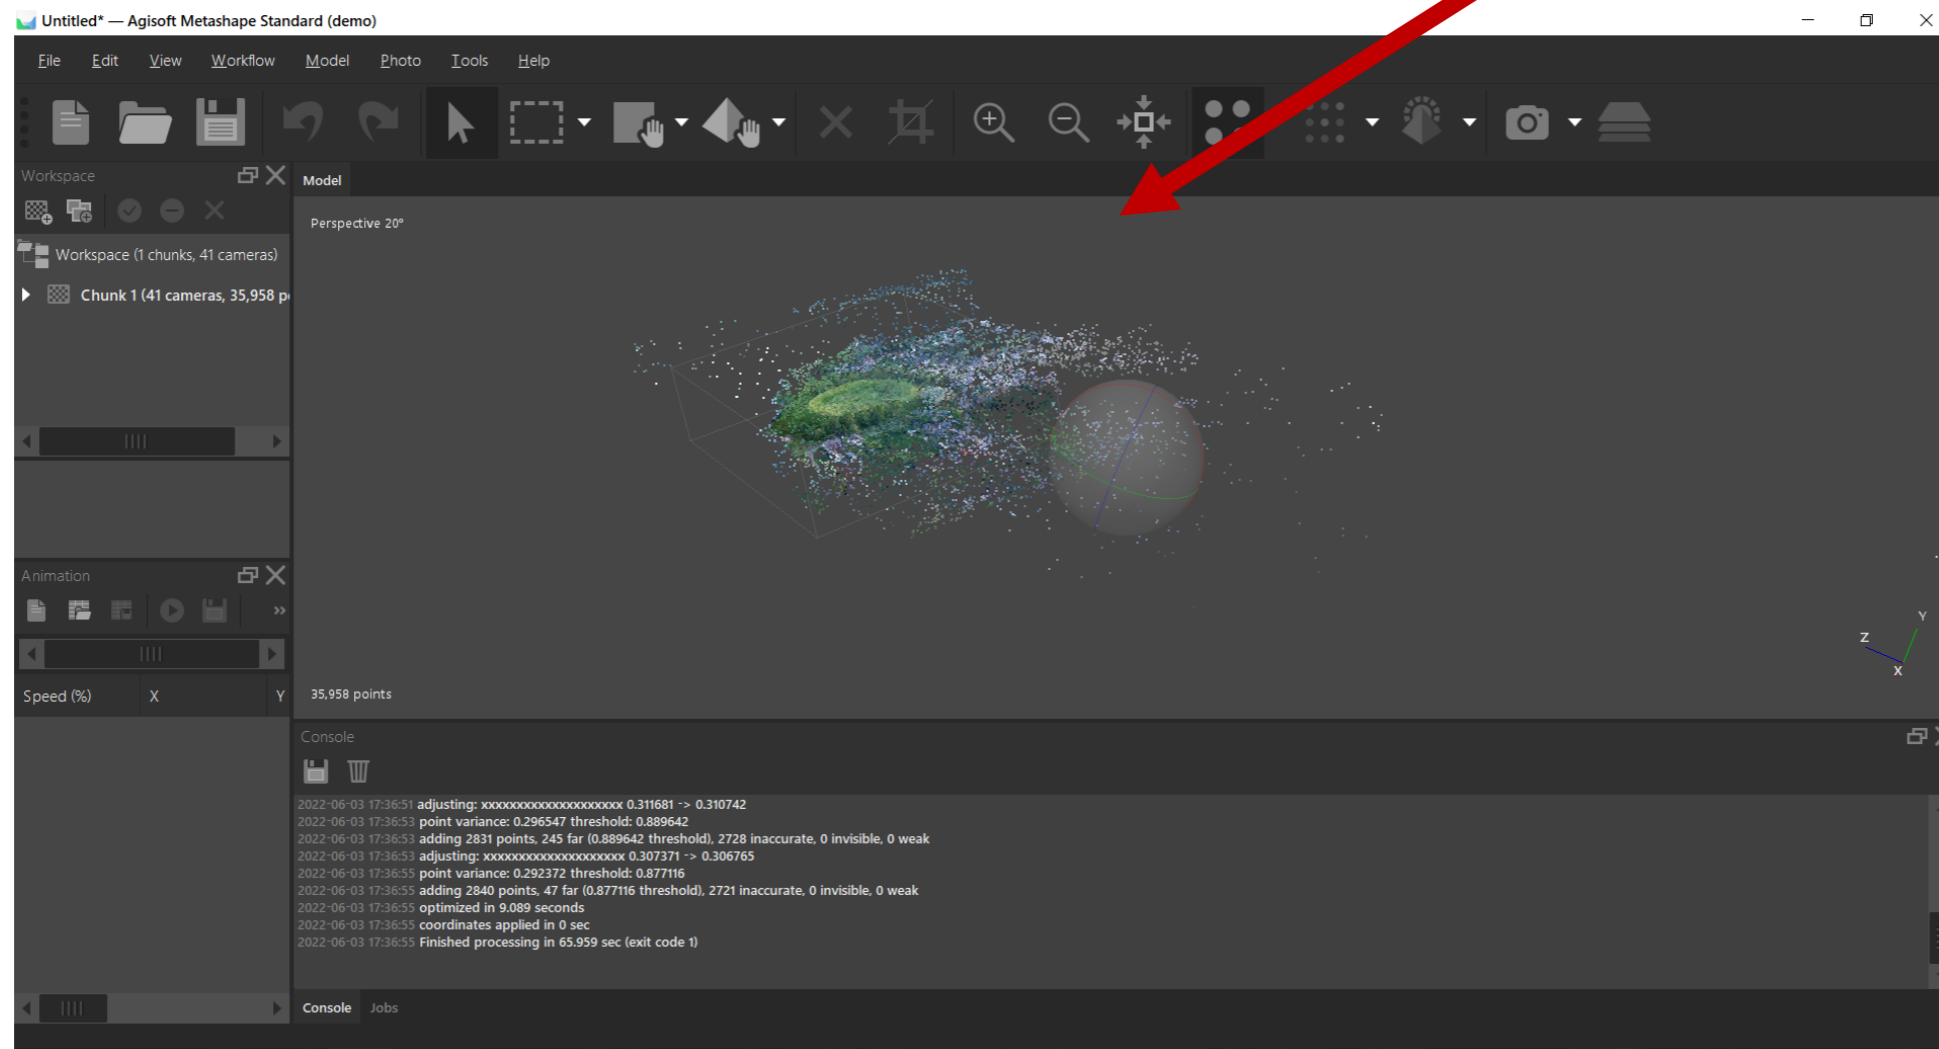 Untitled* — Agisoft Metashape Standard (demo)
File Edit View Workflow Model Photo Tools Help
Workspace
Model
Perspective 20°
Workspace (1 chunks, 41 cameras)
Chunk 1 (41 cameras, 35,958 p
Animation
Speed (%) X Y
35,958 points
Y
Z
X
Console
2022-06-03 17:36:51 adjusting: xxxxxxxxxxxxxxxxxxxx 0.311681 -> 0.310742
2022-06-03 17:36:53 point variance: 0.296547 threshold: 0.889642
2022-06-03 17:36:53 adding 2831 points, 245 far (0.889642 threshold), 2728 inaccurate, 0 invisible, 0 weak
2022-06-03 17:36:53 adjusting: xxxxxxxxxxxxxxxxxxxx 0.307371 -> 0.306765
2022-06-03 17:36:55 point variance: 0.292372 threshold: 0.877116
2022-06-03 17:36:55 adding 2840 points, 47 far (0.877116 threshold), 2721 inaccurate, 0 invisible, 0 weak
2022-06-03 17:36:55 optimized in 9.089 seconds
2022-06-03 17:36:55 coordinates applied in 0 sec
2022-06-03 17:36:55 Finished processing in 65.959 sec (exit code 1)
Console Jobs